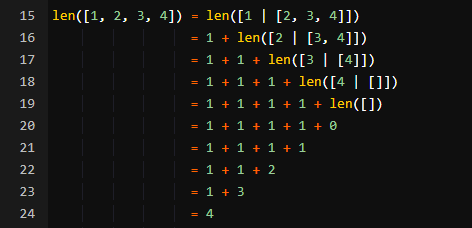 15 len([1, 2, 3, 4]) = len([1 | [2, 3, 4]])
16 = 1 + len([2 | [3, 4]])
17 = 1 + 1 + len([3 | [4]])
18 = 1 + 1 + 1 + len([4 | []])
19 = 1 + 1 + 1 + 1 + len([])
20 = 1 + 1 + 1 + 1 + 0
21 = 1 + 1 + 1 + 1
22 = 1 + 1 + 2
23 = 1 + 3
24 = 4